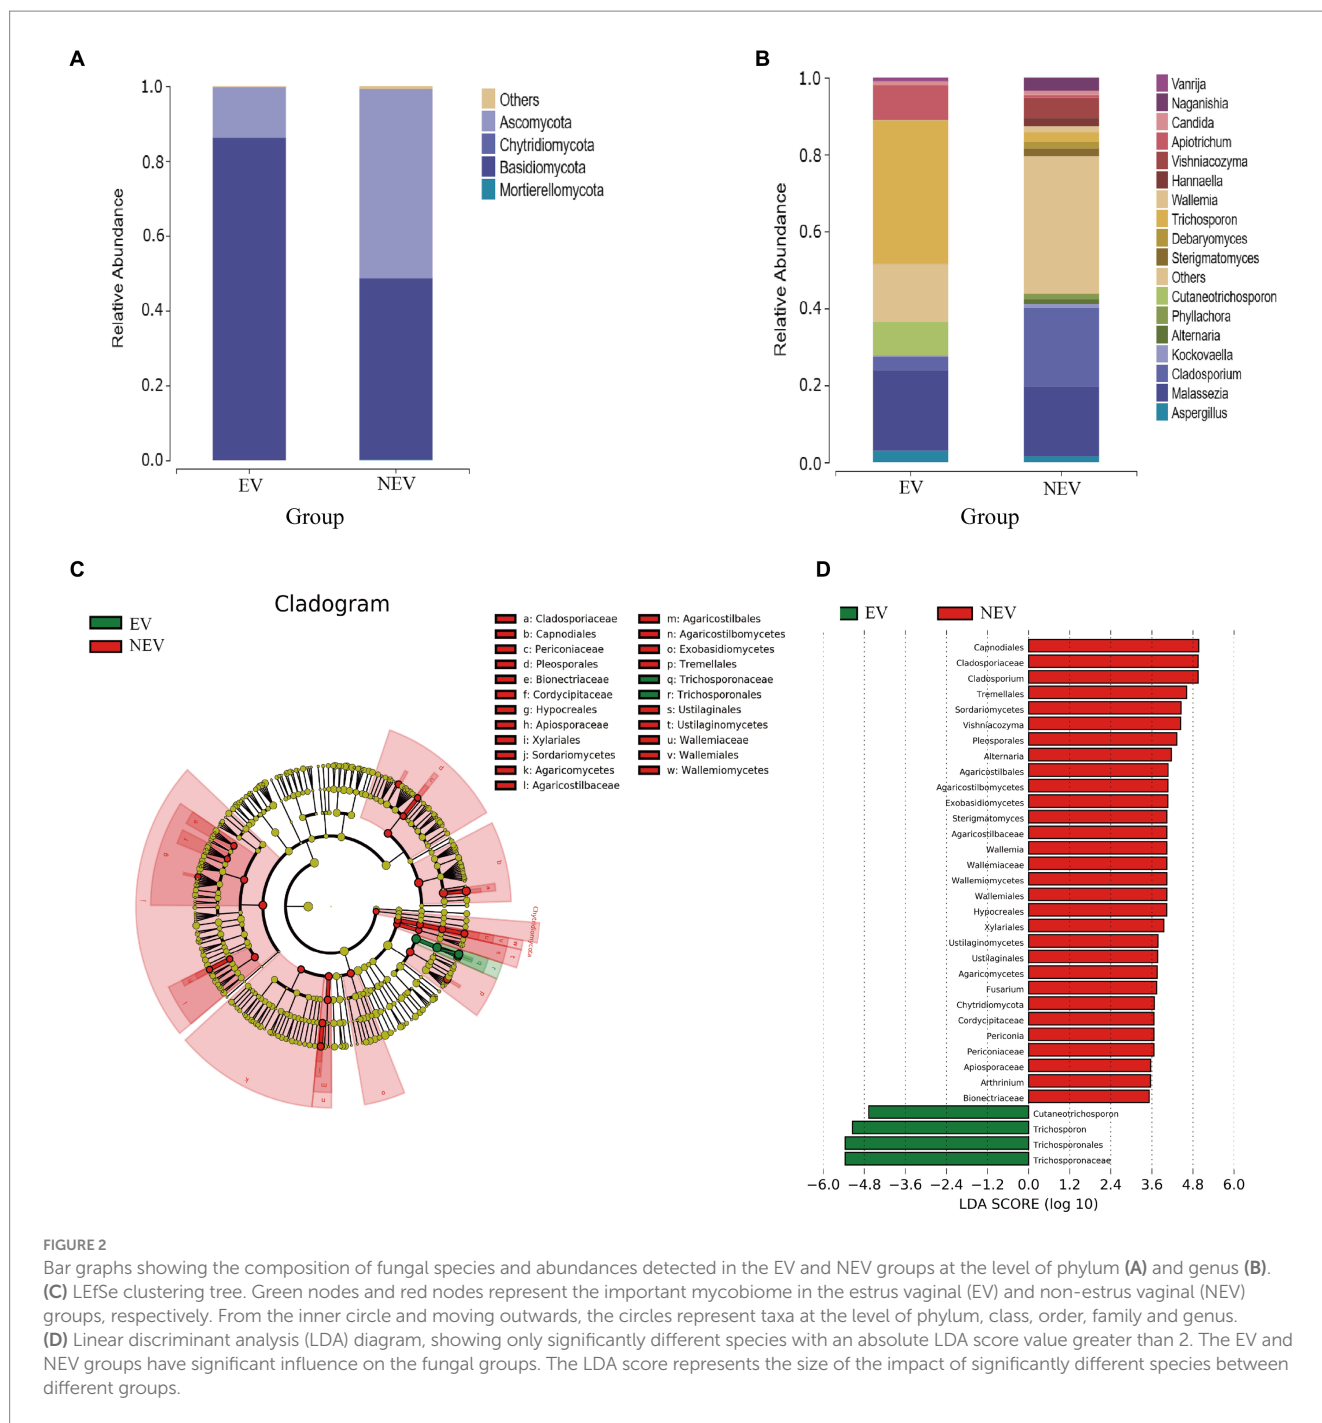 A
1.0
0.8
0.6
0.4
0.2
0.0
Relative Abundance
EV
NEV
Group
Others
Ascomycota
Chytridiomycota
Basidiomycota
Mortierellomycota
B
1.0
0.8
0.6
0.4
0.2
0.0
Relative Abundance
EV
NEV
Group
Vanrija
Naganishia
Candida
Apiotrichum
Vishniacozyma
Hannaella
Wallemia
Trichosporon
Debaryomyces
Sterigmatomyces
Others
Cutaneotrichosporon
Phyllachora
Alternaria
Kockovaella
Cladosporium
Malassezia
Aspergillus
C
Cladogram
EV
NEV
a: Cladosporiaceae
b: Capnodiales
c: Periconiaceae
d: Pleosporales
e: Bionectriaceae
f: Cordycipitaceae
g: Hypocreales
h: Apiosporaceae
i: Xylariales
j: Sordariomycetes
k: Agaricomycetes
l: Agaricostilbaceae
m: Agaricostilbales
n: Agaricostilbomycetes
o: Exobasidiomycetes
p: Tremellales
q: Trichosporonaceae
r: Trichosporonales
s: Ustilaginales
t: Ustilaginomycetes
u: Wallemiaceae
v: Wallemiales
w: Wallemiomycetes
Chytridiomycota
D
EV
NEV
Capnodiales
Cladosporiaceae
Cladosporium
Tremellales
Sordariomycetes
Vishniacozyma
Pleosporales
Alternaria
Agaricostilbales
Agaricostilbomycetes
Exobasidiomycetes
Sterigmatomyces
Agaricostilbaceae
Wallemia
Wallemiaceae
Wallemiomycetes
Wallemiales
Hypocreales
Xylariales
Ustilaginomycetes
Ustilaginales
Agaricomycetes
Fusarium
Chytridiomycota
Cordycipitaceae
Periconia
Periconiaceae
Apiosporaceae
Arthrinium
Bionectriaceae
Cutaneotrichosporon
Trichosporon
Trichosporonales
Trichosporonaceae
−6.0 −4.8 −3.6 −2.4 −1.2 0.0 1.2 2.4 3.6 4.8 6.0
LDA SCORE (log 10)
FIGURE 2
Bar graphs showing the composition of fungal species and abundances detected in the EV and NEV groups at the level of phylum (A) and genus (B).
(C) LEfSe clustering tree. Green nodes and red nodes represent the important mycobiome in the estrus vaginal (EV) and non-estrus vaginal (NEV)
groups, respectively. From the inner circle and moving outwards, the circles represent taxa at the level of phylum, class, order, family and genus.
(D) Linear discriminant analysis (LDA) diagram, showing only significantly different species with an absolute LDA score value greater than 2. The EV and
NEV groups have significant influence on the fungal groups. The LDA score represents the size of the impact of significantly different species between
different groups.